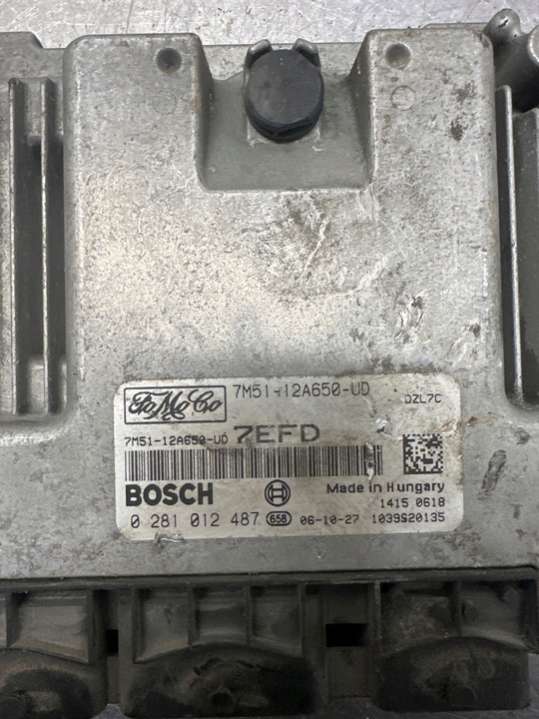 FoMoCo 7M51-12A650-UD DZL7C
7M51-12A650-UD 7EFD
BOSCH Made in Hungary
1415 0618
0 281 012 487 658 06-10-27 1039S20135